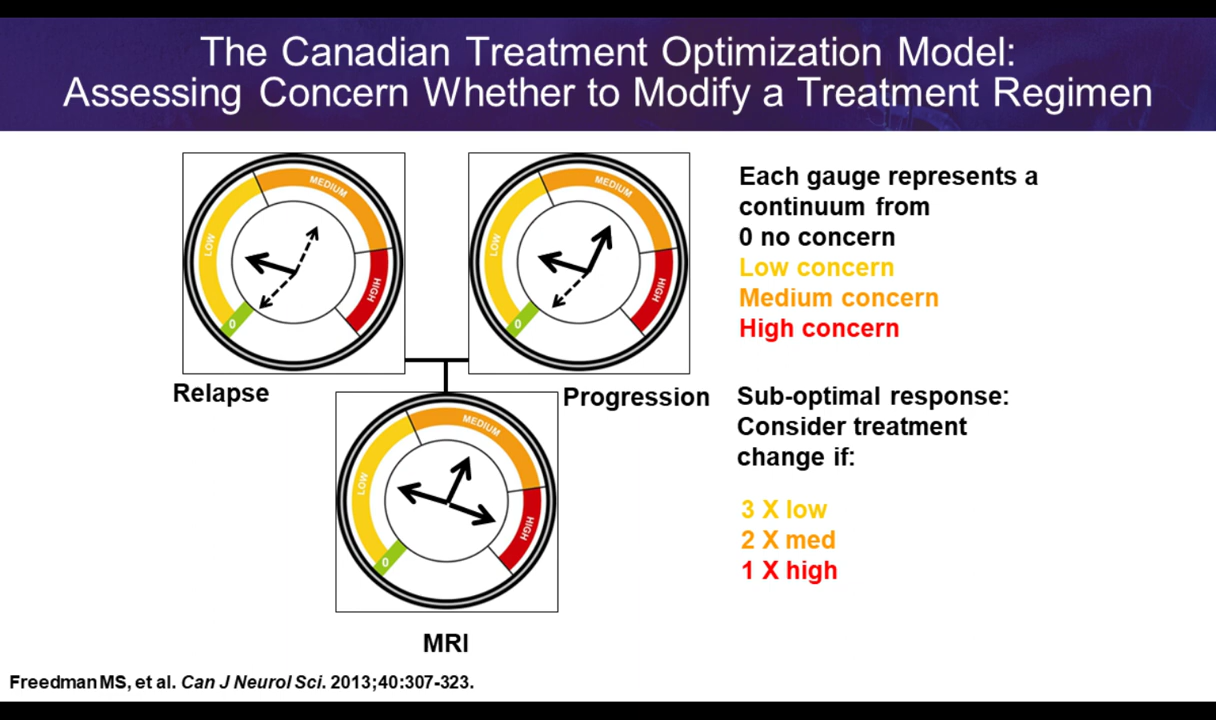 The Canadian Treatment Optimization Model:
Assessing Concern Whether to Modify a Treatment Regimen
LOW
MEDIUM
HIGH
0
Relapse
LOW
MEDIUM
HIGH
0
Progression
LOW
MEDIUM
HIGH
0
MRI
Each gauge represents a
continuum from
0 no concern
Low concern
Medium concern
High concern
Sub-optimal response:
Consider treatment
change if:
3 X low
2 X med
1 X high
Freedman MS, et al. Can J Neurol Sci. 2013;40:307-323.